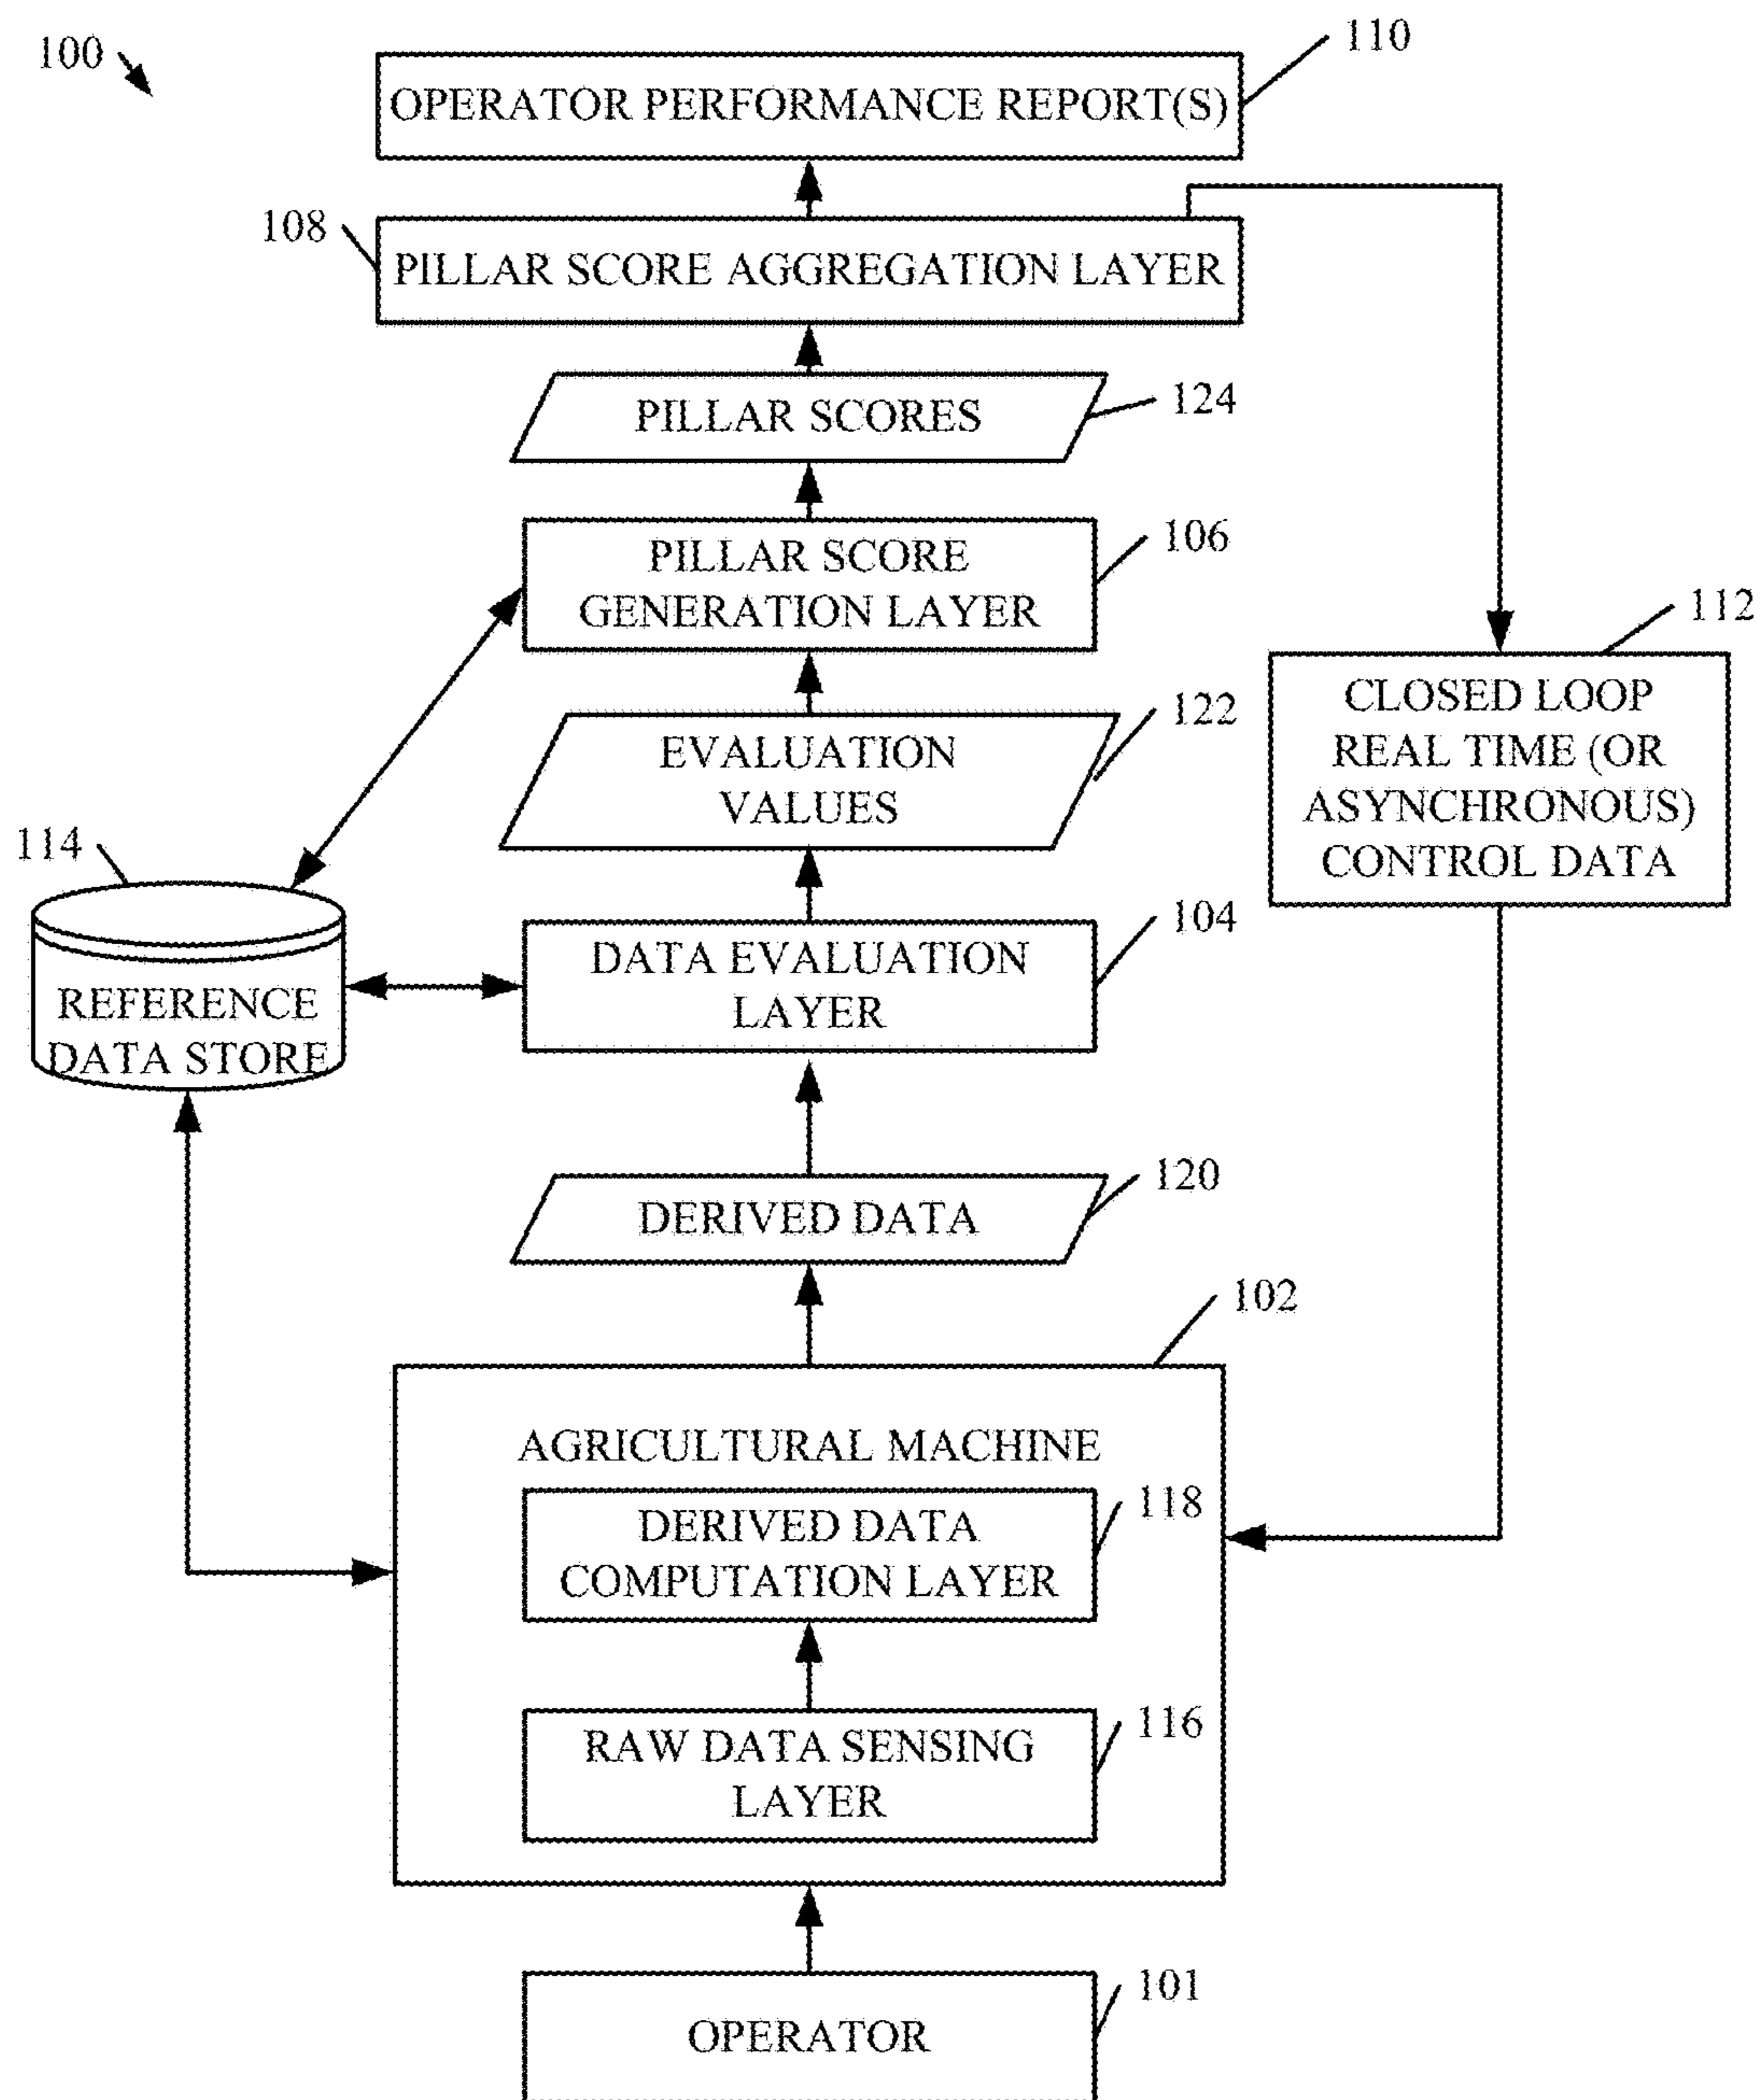 100
110
OPERATOR PERFORMANCE REPORT(S)
108
PILLAR SCORE AGGREGATION LAYER
PILLAR SCORES
124
PILLAR SCORE
GENERATION LAYER
106
112
CLOSED LOOP
REAL TIME (OR
ASYNCHRONOUS)
CONTROL DATA
EVALUATION
VALUES
122
114
REFERENCE
DATA STORE
DATA EVALUATION
LAYER
104
DERIVED DATA
120
102
AGRICULTURAL MACHINE
DERIVED DATA
COMPUTATION LAYER
118
RAW DATA SENSING
LAYER
116
OPERATOR
101